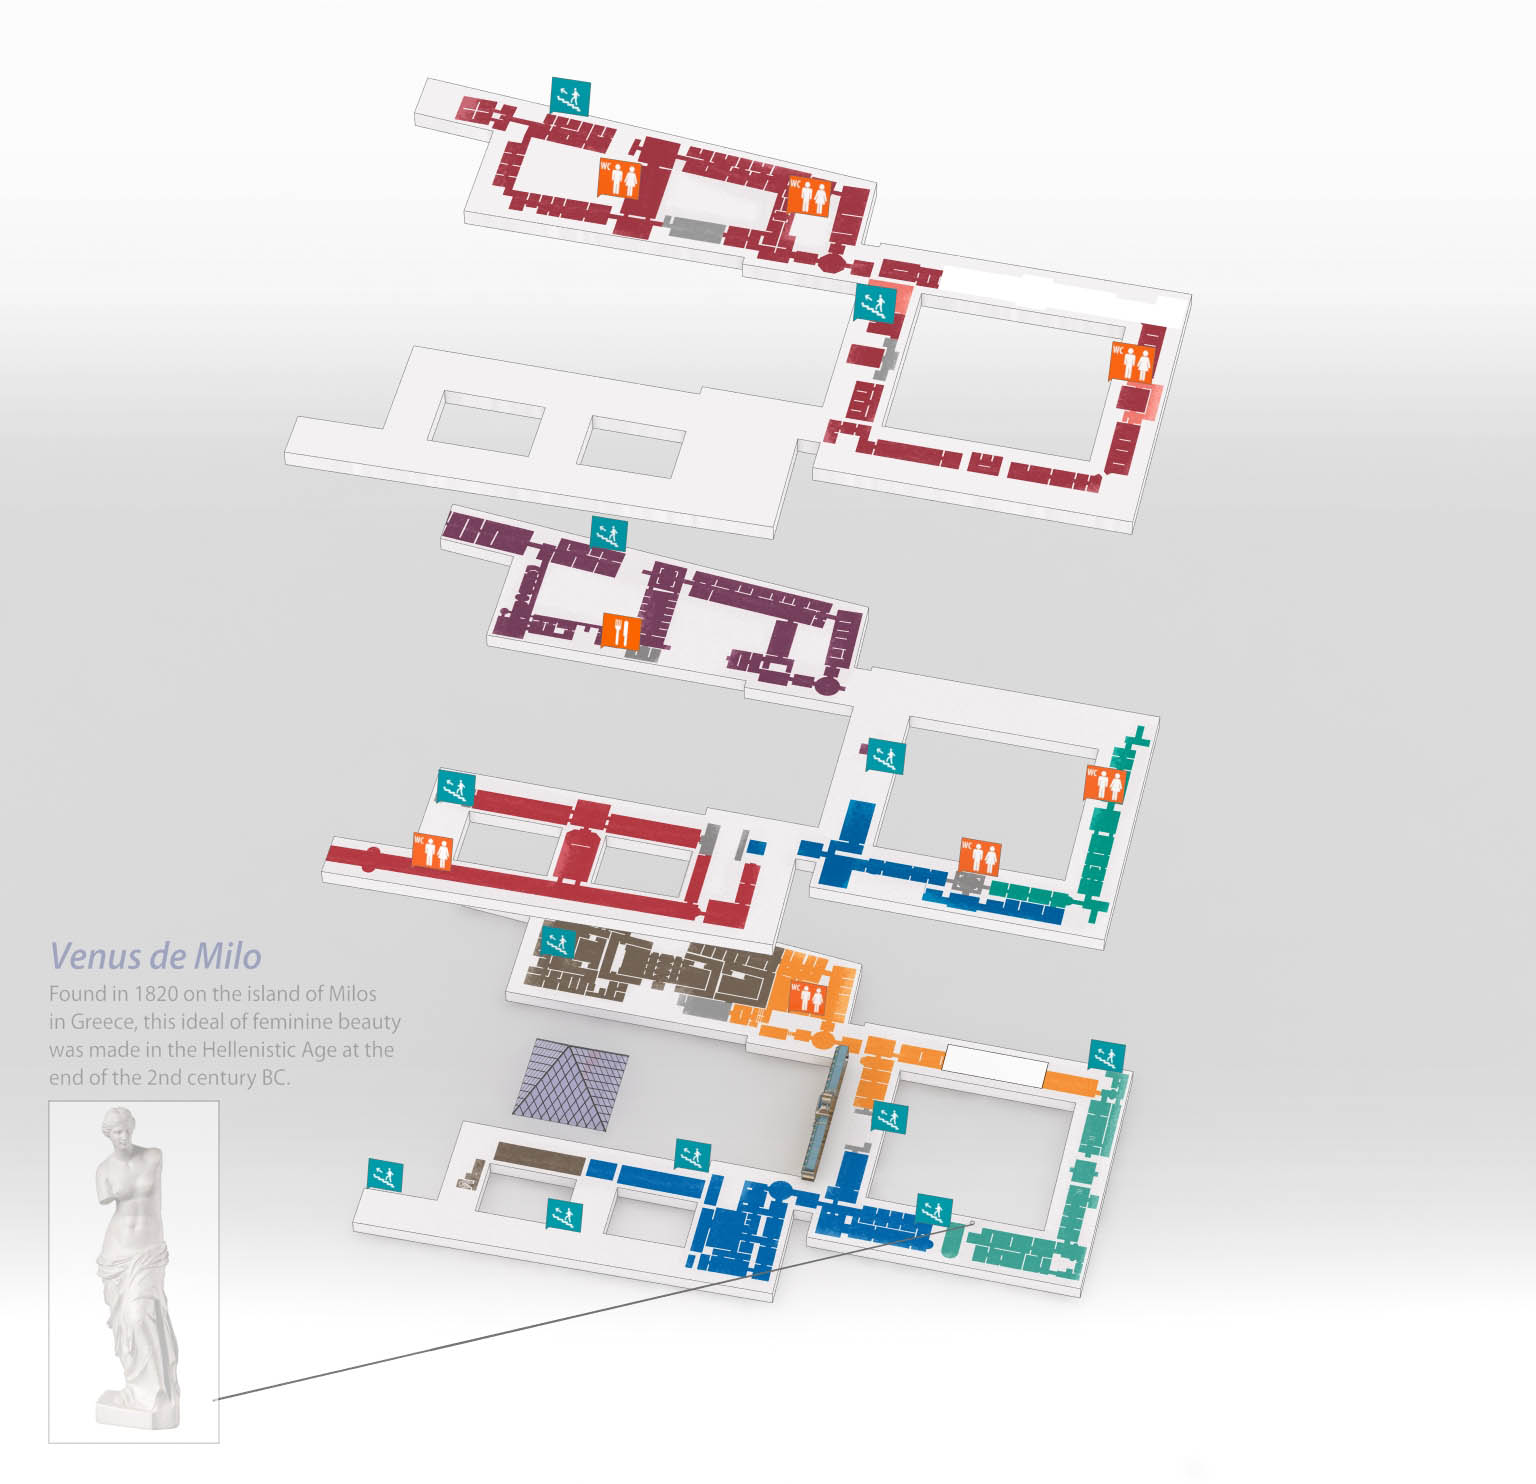 WC
WC
WC
WC
WC
WC
WC
Venus de Milo
Found in 1820 on the island of Milos
in Greece, this ideal of feminine beauty
was made in the Hellenistic Age at the
end of the 2nd century BC.